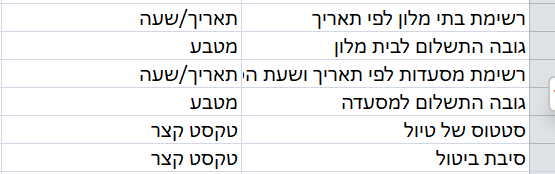 רשימת בתי מלון לפי תאריך תאריך/שעה
גובה התשלום לבית מלון מטבע
רשימת מסעדות לפי תאריך ושעת תאריך/שעה
גובה התשלום למסעדה מטבע
סטטוס של טיול טקסט קצר
סיבת ביטול טקסט קצר